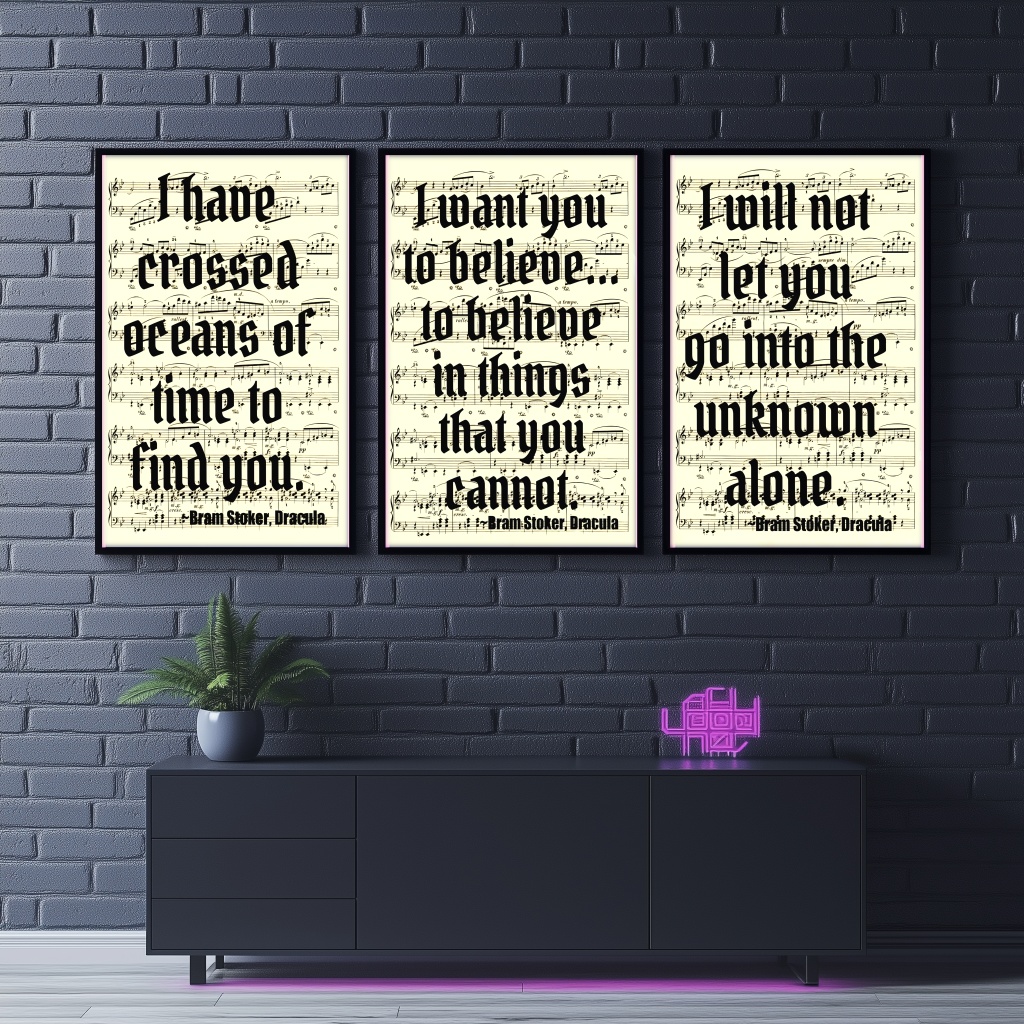 I have
crossed
oceans of
time to
find you.
~Bram Stoker, Dracula
I want you
to believe...
to believe
in things
that you
cannot.
~Bram Stoker, Dracula
I will not
let you
go into the
unknown
alone.
~Bram Stoker, Dracula